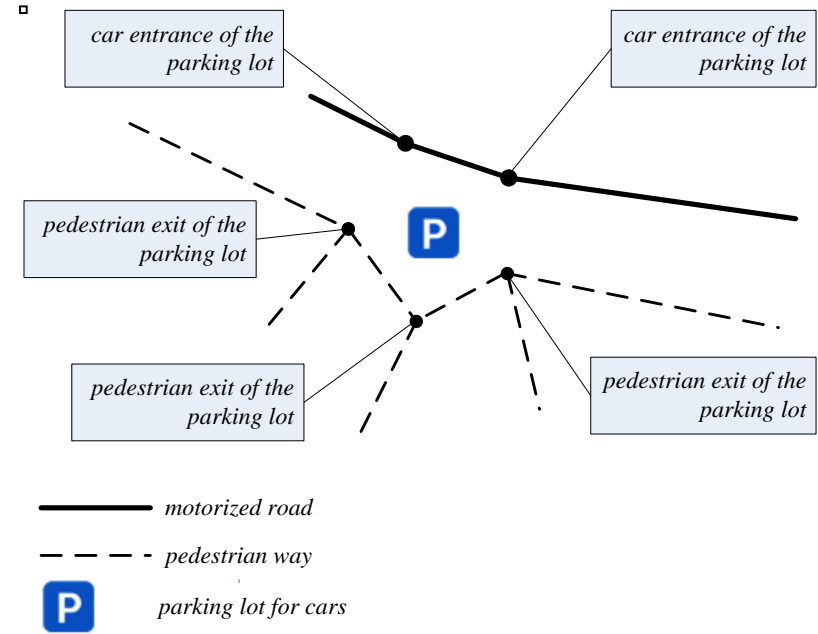 car entrance of the
parking lot
car entrance of the
parking lot
pedestrian exit of the
parking lot
P
pedestrian exit of the
parking lot
pedestrian exit of the
parking lot
motorized road
pedestrian way
P
parking lot for cars